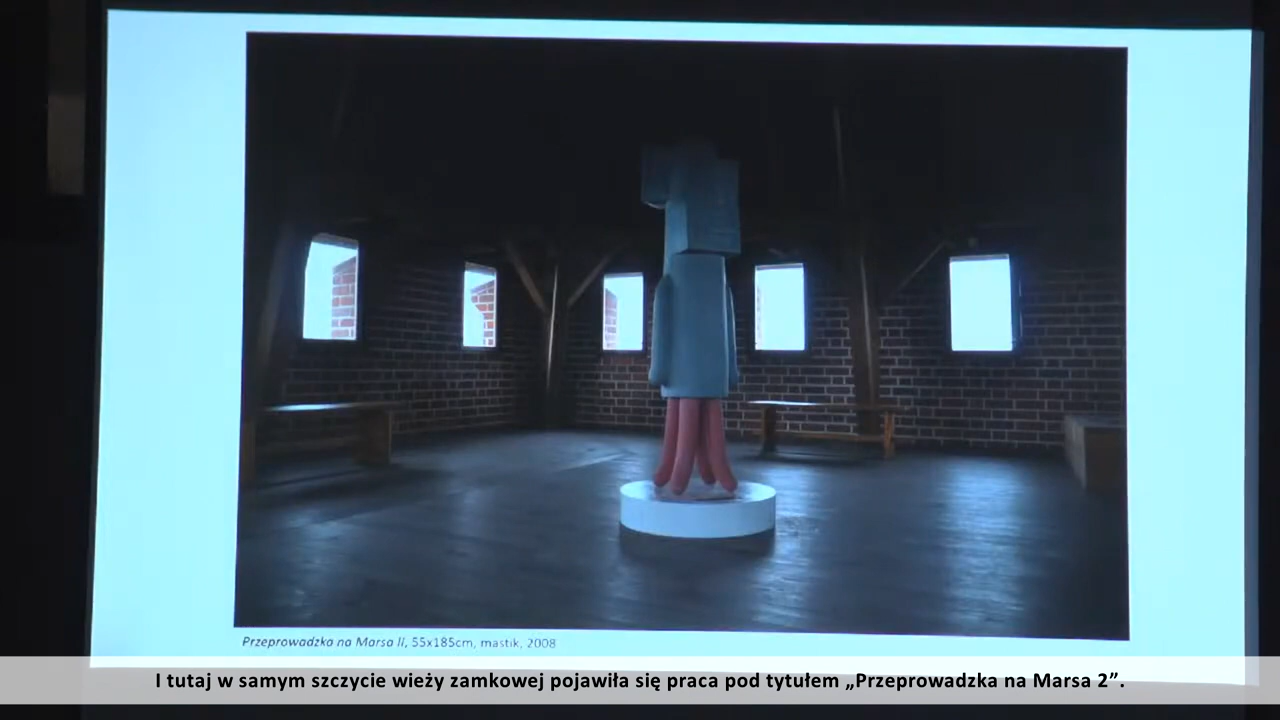 Przeprowadzka na Marsa II, 55x185cm, mastik, 2008
I tutaj w samym szczycie wieży zamkowej pojawiła się praca pod tytułem „Przeprowadzka na Marsa 2”.